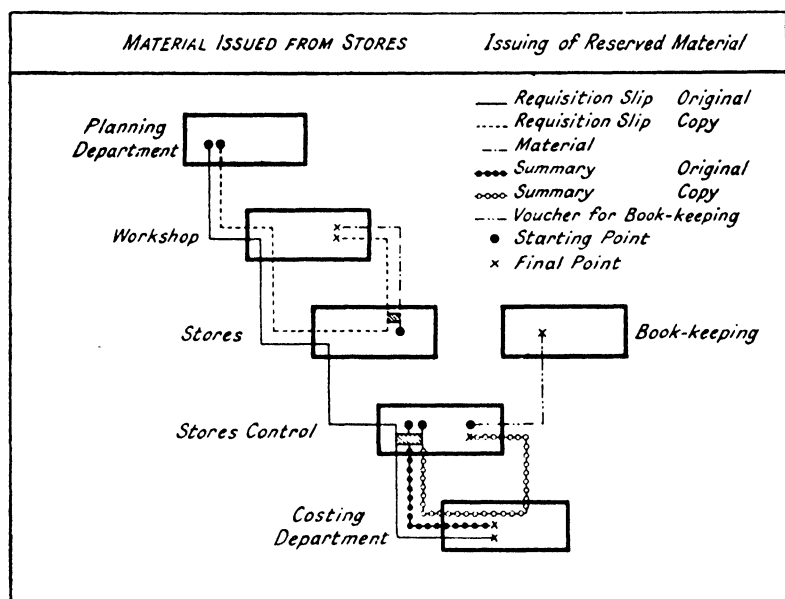 MATERIAL ISSUED FROM STORES Issuing of Reserved Material
Requisition Slip Original
Requisition Slip Copy
Material
Summary Original
Summary Copy
Voucher for Book-keeping
Starting Point
Final Point
Planning
Department
Workshop
Stores
Book-keeping
Stores Control
Costing
Department